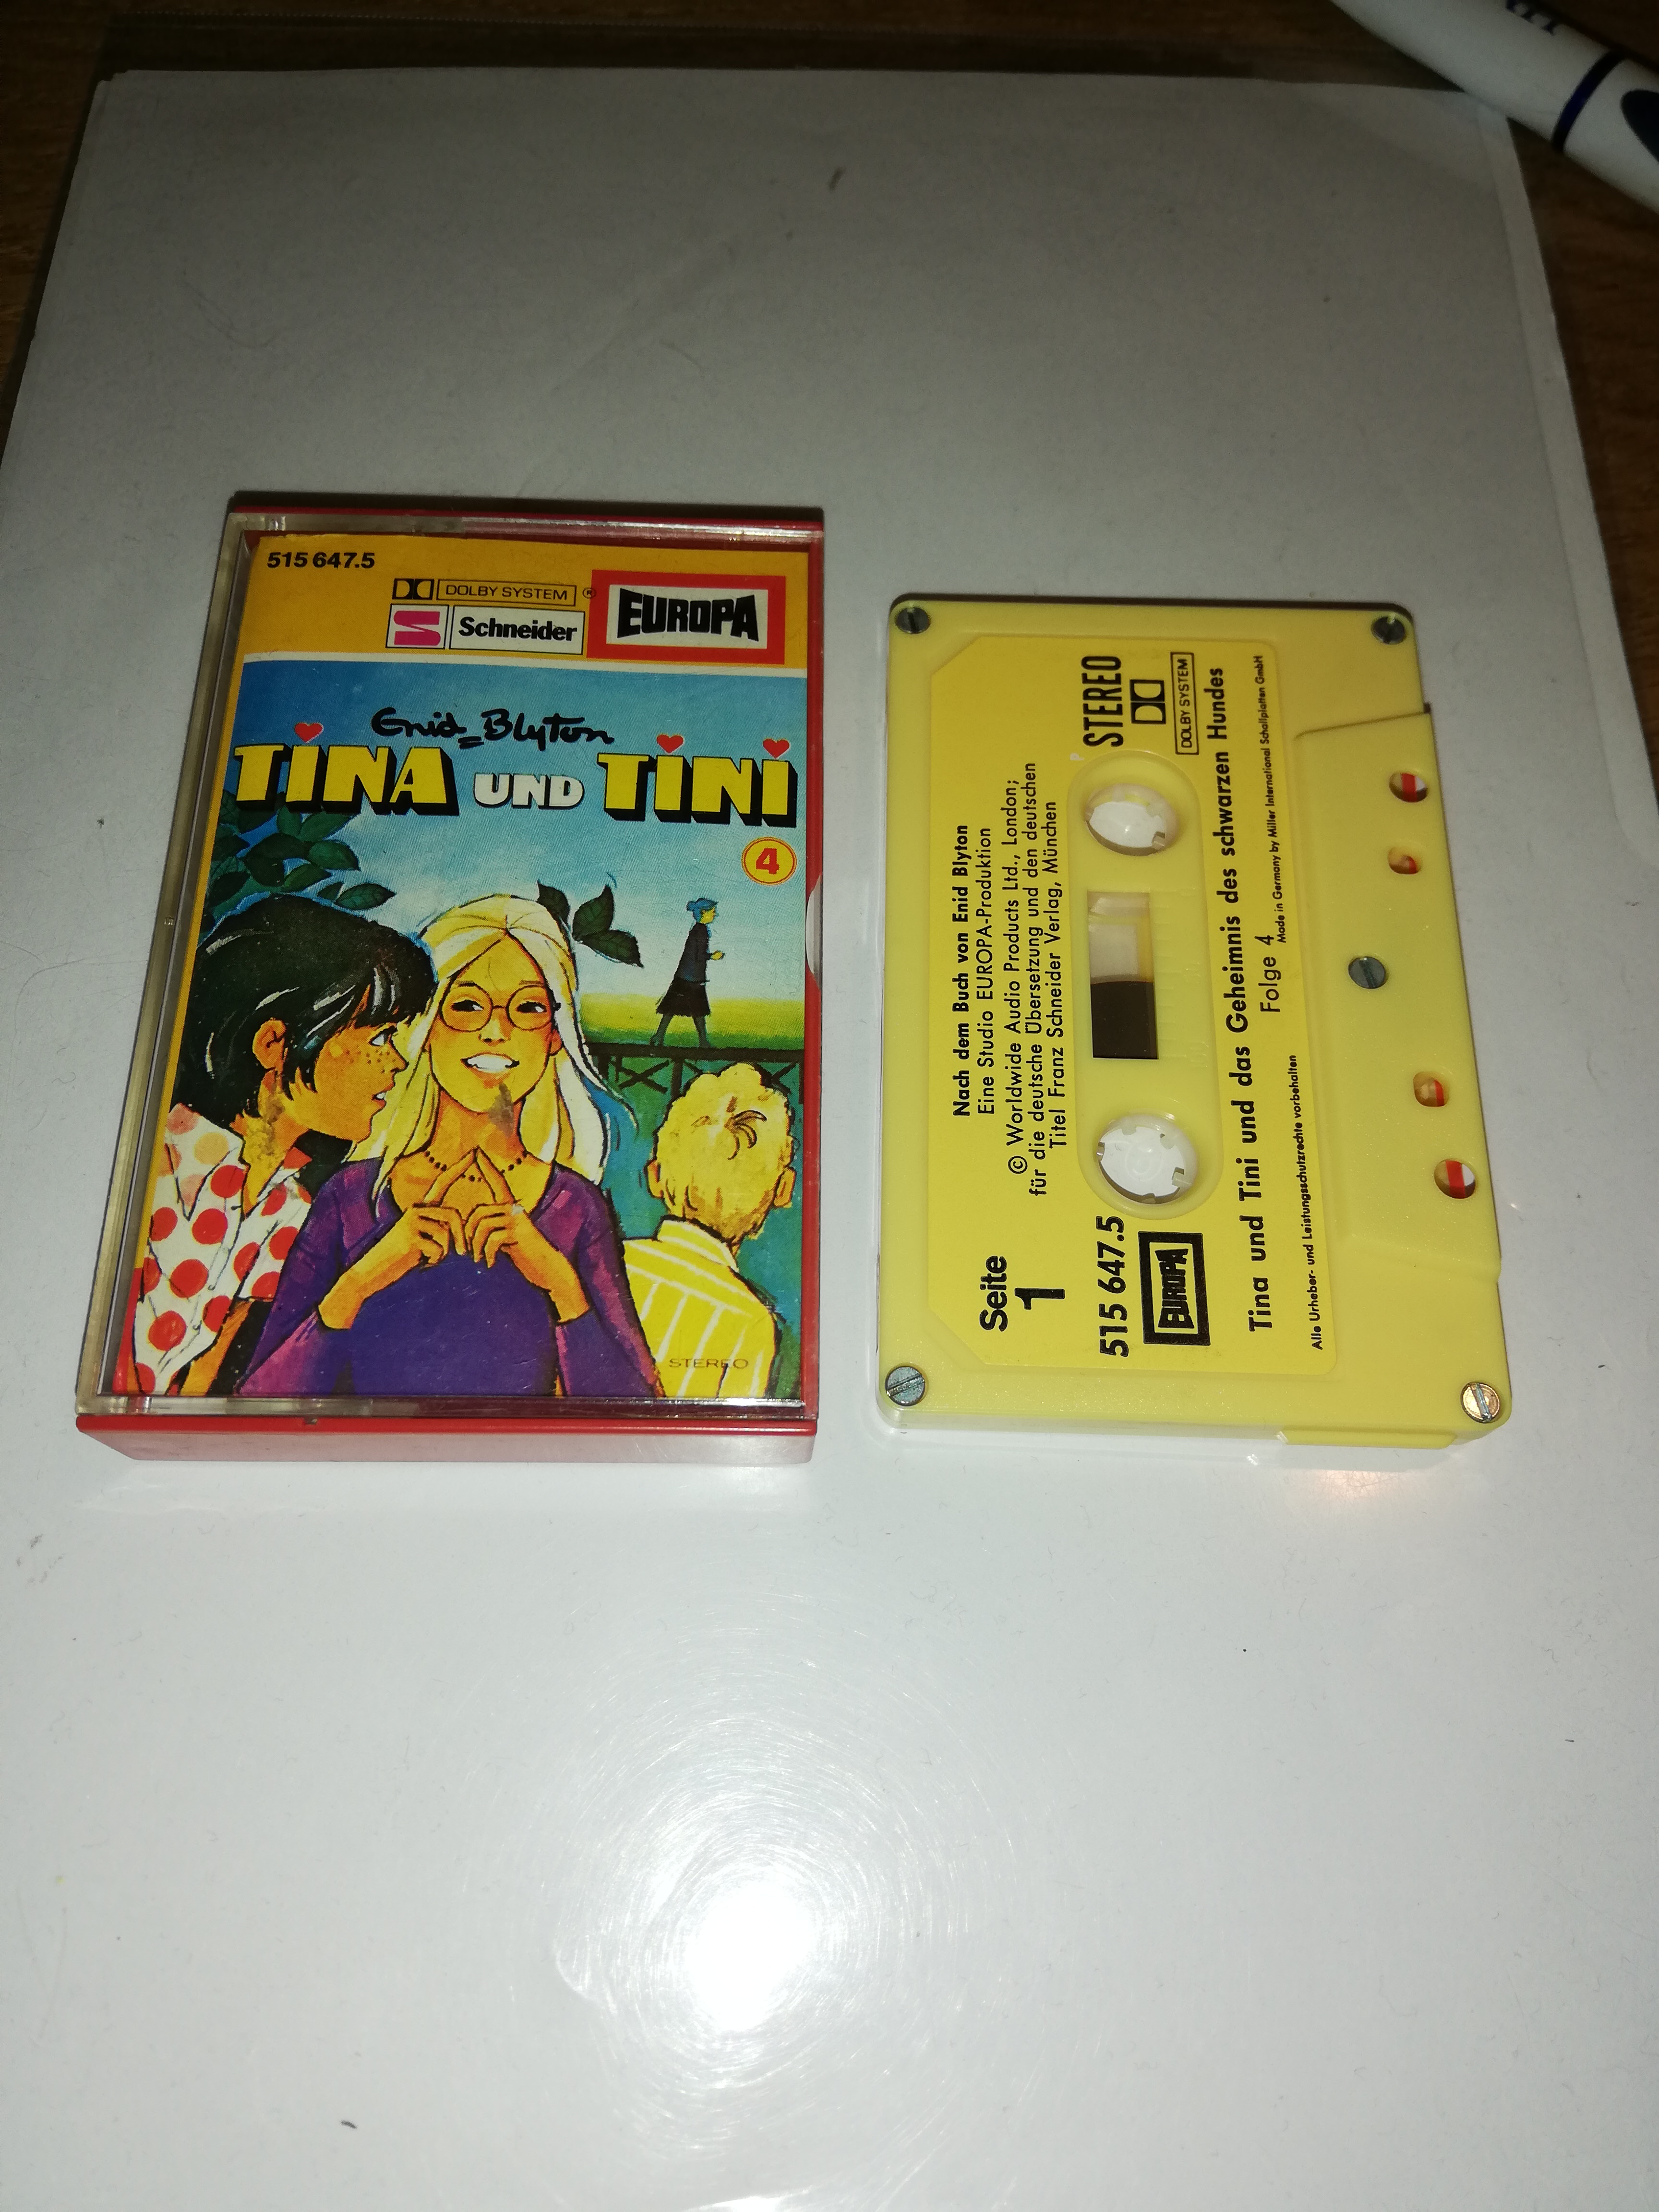 515 647.5
DOLBY SYSTEM ®
Schneider
EUROPA
Enid Blyton
TINA UND TINI
4
STEREO
Nach dem Buch von Enid Blyton
Eine Studio EUROPA-Produktion
© Worldwide Audio Products Ltd., London;
für die deutsche Übersetzung und den deutschen
Titel Franz Schneider Verlag, München
Seite
1
STEREO
DOLBY SYSTEM
515 647.5
EUROPA
Tina und Tini und das Geheimnis des schwarzen Hundes
Folge 4
Made in Germany by Miller International Schallplatten GmbH
Alle Urheber- und Leistungsschutzrechte vorbehalten